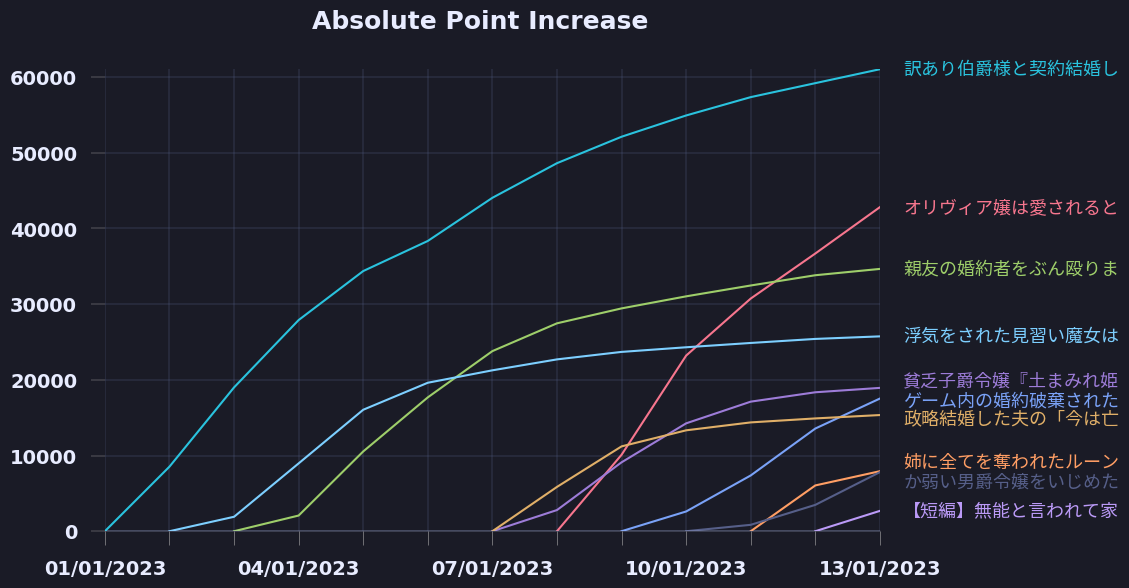 Absolute Point Increase
60000
50000
40000
30000
20000
10000
0
01/01/2023
04/01/2023
07/01/2023
10/01/2023
13/01/2023
訳あり伯爵様と契約結婚し
オリヴィア嬢は愛されると
親友の婚約者をぶん殴りま
浮気をされた見習い魔女は
貧乏子爵令嬢『土まみれ姫
ゲーム内の婚約破棄された
政略結婚した夫の「今は亡
姉に全てを奪われたルーン
か弱い男爵令嬢をいじめた
【短編】無能と言われて家